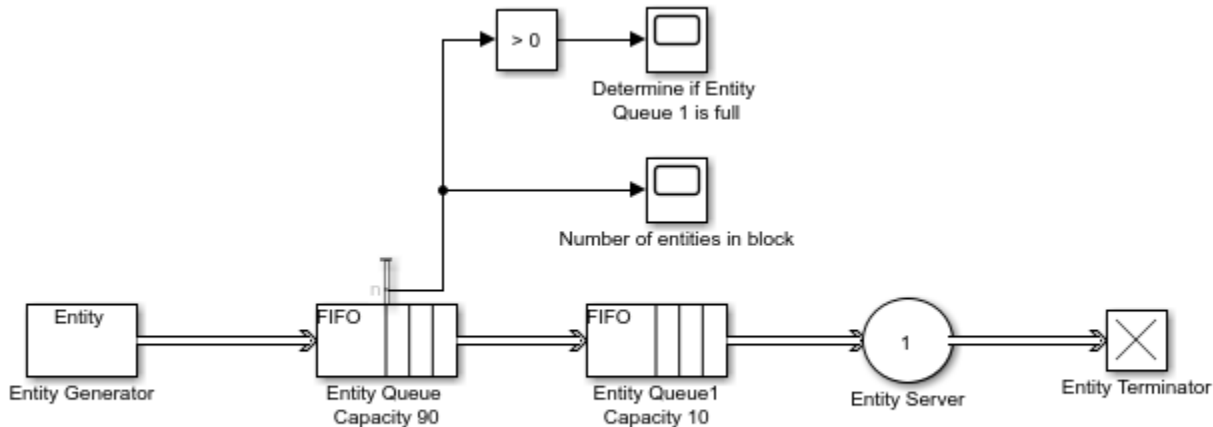 > 0
Determine if Entity
Queue 1 is full
Number of entities in block
n
Entity
FIFO
FIFO
1
Entity Generator
Entity Queue
Capacity 90
Entity Queue1
Capacity 10
Entity Server
Entity Terminator